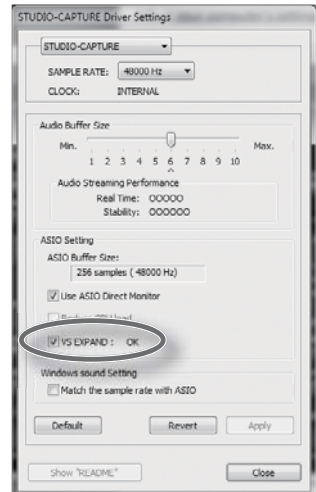 STUDIO-CAPTURE Driver Settings
STUDIO-CAPTURE
SAMPLE RATE: 48000 Hz
CLOCK: INTERNAL
Audio Buffer Size
Min. Max.
1 2 3 4 5 6 7 8 9 10
Audio Streaming Performance
Real Time: OOOOO
Stability: OOOOOO
ASIO Setting
ASIO Buffer Size:
256 samples ( 48000 Hz)
Use ASIO Direct Monitor
VS EXPAND : OK
Windows sound Setting
Match the sample rate with ASIO
Default Revert Apply
Show "README" Close